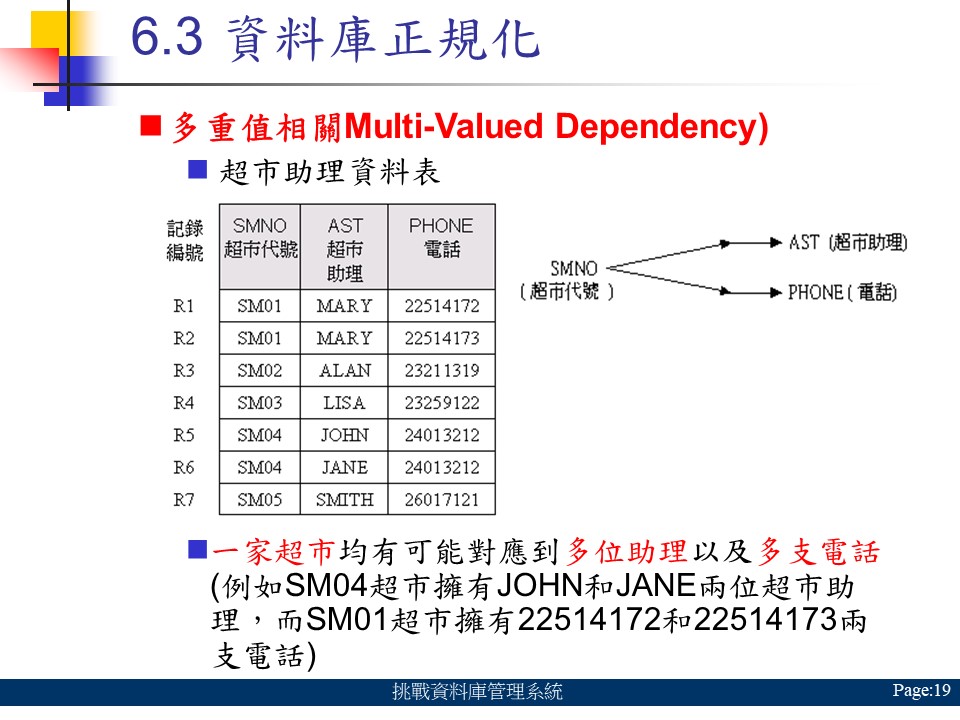 6.3 資料庫正規化
多重值相關Multi-Valued Dependency)
超市助理資料表
記錄編號 SMNO 超市代號 AST 超市助理 PHONE 電話
R1 SM01 MARY 22514172
R2 SM01 MARY 22514173
R3 SM02 ALAN 23211319
R4 SM03 LISA 23259122
R5 SM04 JOHN 24013212
R6 SM04 JANE 24013212
R7 SM05 SMITH 26017121
SMNO
(超市代號)
AST (超市助理)
PHONE(電話)
一家超市均有可能對應到多位助理以及多支電話
(例如SM04超市擁有JOHN和JANE兩位超市助
理，而SM01超市擁有22514172和22514173兩
支電話)
挑戰資料庫管理系統
Page:19